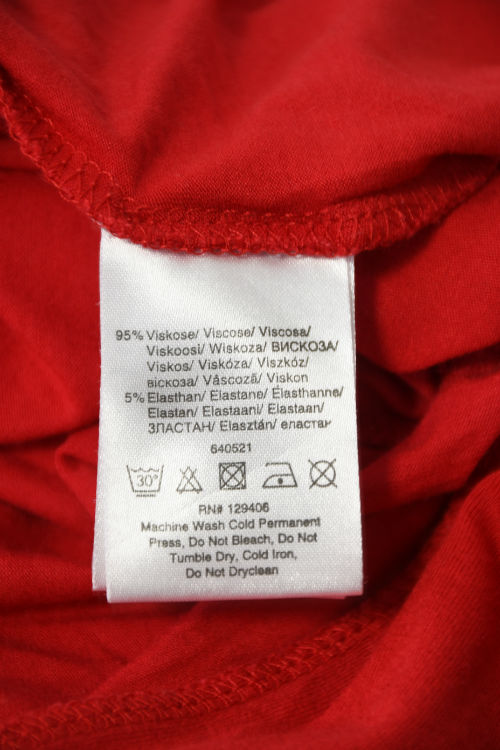 95% Viskose/ Viscose/ Viscosa/
Viskoosi/ Wiskoza/ ВИСКОЗА/
Viskos/ Viskóza/ Viszkóz/
віскоза/ Vâscoză/ Viskon
5% Elasthan/ Elastane/ Élasthanne/
Elastan/ Elastaani/ Elastaan/
ЭЛАСТАН/ Elasztán/ еластан
640521
30°
RN# 129406
Machine Wash Cold Permanent
Press, Do Not Bleach, Do Not
Tumble Dry, Cold Iron,
Do Not Dryclean